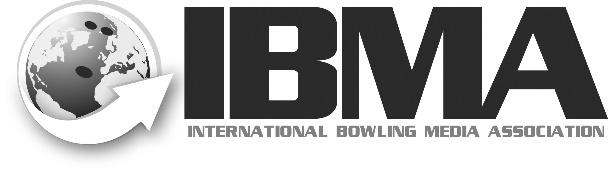 IBMA
INTERNATIONAL BOWLING MEDIA ASSOCIATION